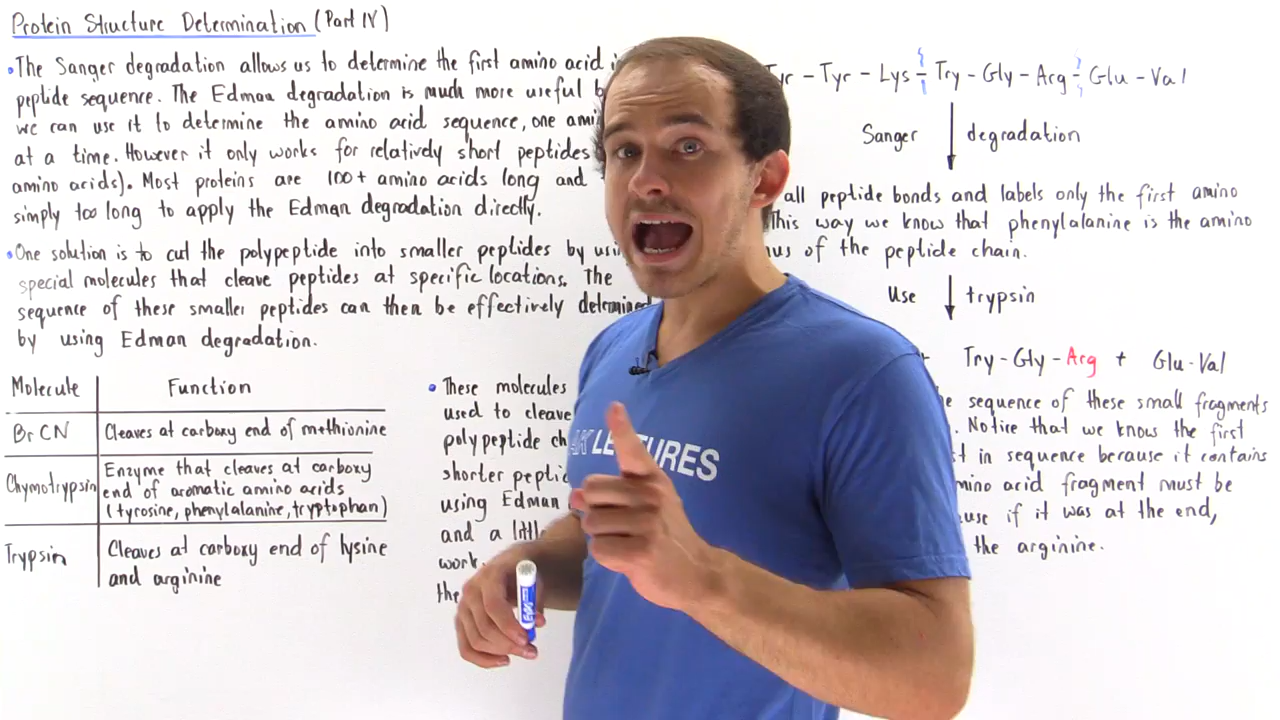 Protein Structure Determination (Part IV)
• The Sanger degradation allows us to determine the first amino acid
peptide sequence. The Edman degradation is much more useful
we can use it to determine the amino acid sequence, one
at a time. However it only works for relatively short peptides
amino acids). Most proteins are 100+ amino acids long and
simply too long to apply the Edman degradation directly.
• One solution is to cut the polypeptide into smaller peptides by
special molecules that cleave peptides at specific locations. The
sequence of these smaller peptides can then be effectively determined
by using Edman degradation.
Molecule Function
BrCN Cleaves at carboxy end of methionine
Chymotrypsin Enzyme that cleaves at carboxy
end of aromatic amino acids
(tyrosine, phenylalanine, tryptophan)
Trypsin Cleaves at carboxy end of lysine
and arginine
• These molecules
used to cleave
polypeptide
shorter
using Edman
and a little
work.
the
LECTURES
Tyr - Tyr - Lys - Try - Gly - Arg - Glu - Val
Sanger degradation
all peptide bonds and labels only the first amino
This way we know that phenylalanine is the amino
of the peptide chain.
Use trypsin
+ Try - Gly - Arg + Glu - Val
sequence of these small fragments
. Notice that we know the first
in sequence because it contains
amino acid fragment must be
if it was at the end,
the arginine.
EXPO